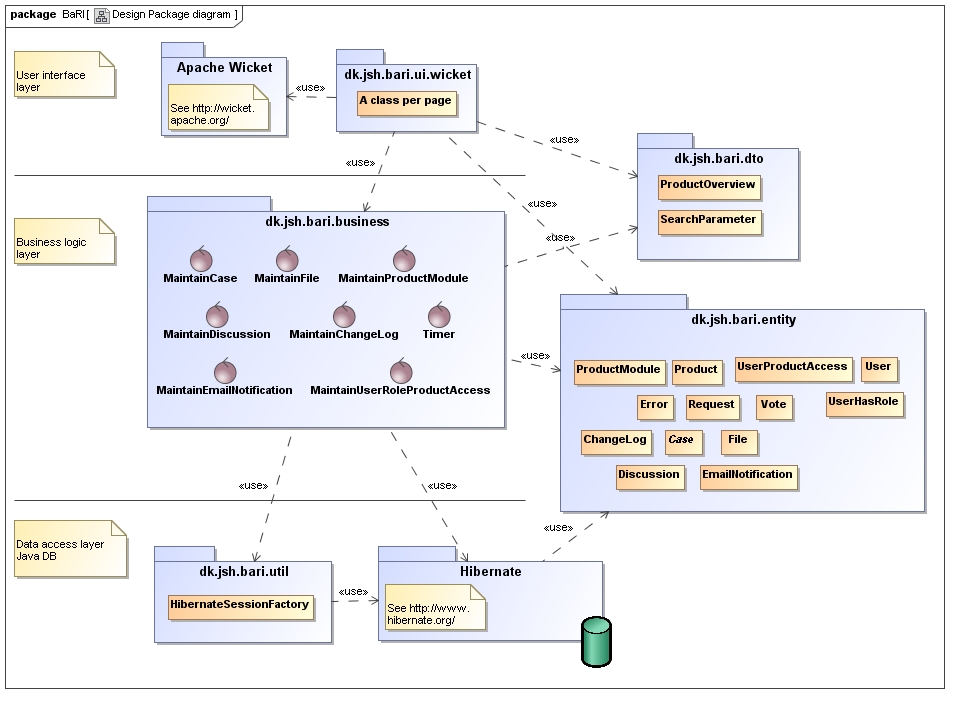 package BaRI [ Design Package diagram ]
User interface
layer
Apache Wicket
See http://wicket.
apache.org/
«use»
dk.jsh.bari.ui.wicket
A class per page
«use»
«use»
«use»
dk.jsh.bari.dto
ProductOverview
SearchParameter
Business logic
layer
dk.jsh.bari.business
MaintainCase
MaintainFile
MaintainProductModule
MaintainDiscussion
MaintainChangeLog
Timer
MaintainEmailNotification
MaintainUserRoleProductAccess
«use»
«use»
dk.jsh.bari.entity
ProductModule
Product
UserProductAccess
User
Error
Request
Vote
UserHasRole
ChangeLog
Case
File
Discussion
EmailNotification
«use»
«use»
«use»
Data access layer
Java DB
dk.jsh.bari.util
HibernateSessionFactory
«use»
Hibernate
See http://www.
hibernate.org/